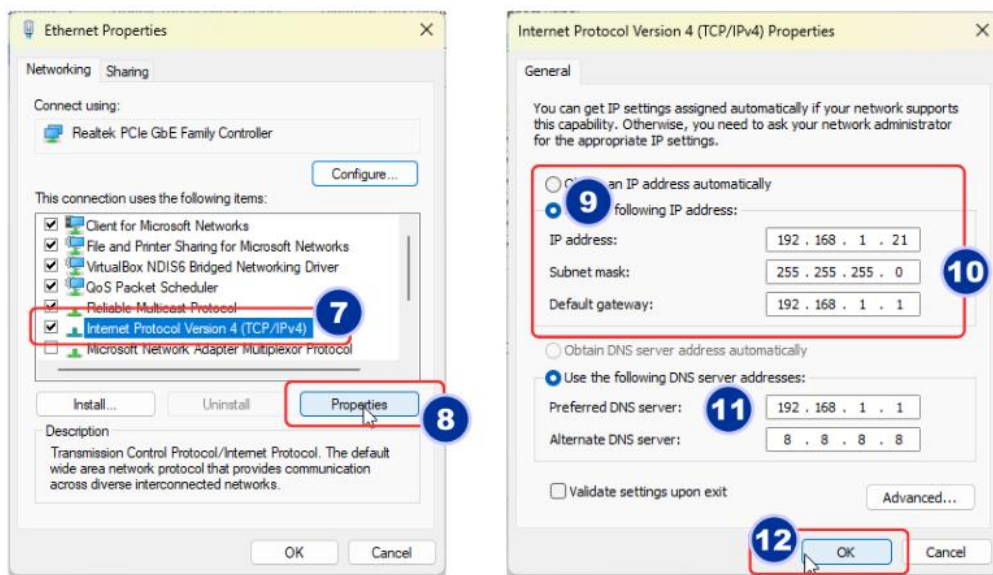 Ethernet Properties
Networking Sharing
Connect using:
Realtek PCIe GbE Family Controller
Configure...
This connection uses the following items:
Client for Microsoft Networks
File and Printer Sharing for Microsoft Networks
VirtualBox NDIS6 Bridged Networking Driver
QoS Packet Scheduler
Reliable Multicast Protocol
Internet Protocol Version 4 (TCP/IPv4)
7
Microsoft Network Adapter Multiplexor Protocol
Install... Uninstall Properties
8
Description
Transmission Control Protocol/Internet Protocol. The default
wide area network protocol that provides communication
across diverse interconnected networks.
OK Cancel
Internet Protocol Version 4 (TCP/IPv4) Properties
General
You can get IP settings assigned automatically if your network supports
this capability. Otherwise, you need to ask your network administrator
for the appropriate IP settings.
an IP address automatically
9
following IP address:
IP address: 192 . 168 . 1 . 21
Subnet mask: 255 . 255 . 255 . 0
10
Default gateway: 192 . 168 . 1 . 1
Obtain DNS server address automatically
Use the following DNS server addresses:
Preferred DNS server: 192 . 168 . 1 . 1
11
Alternate DNS server: 8 . 8 . 8 . 8
Validate settings upon exit
Advanced...
12
OK Cancel